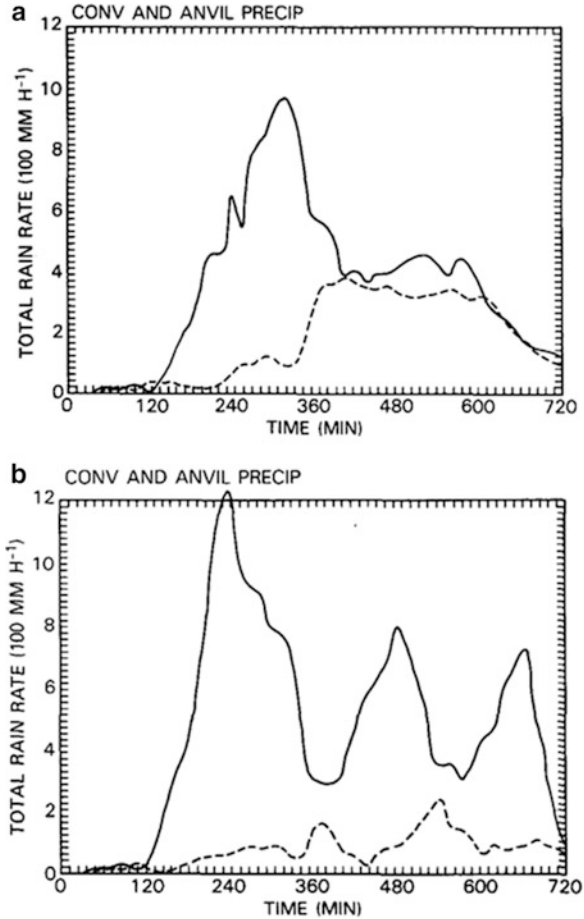 a
CONV AND ANVIL PRECIP
TOTAL RAIN RATE (100 MM H⁻¹)
12
10
8
6
4
2
0
0 120 240 360 480 600 720
TIME (MIN)
b
CONV AND ANVIL PRECIP
TOTAL RAIN RATE (100 MM H⁻¹)
12
10
8
6
4
2
0
0 120 240 360 480 600 720
TIME (MIN)